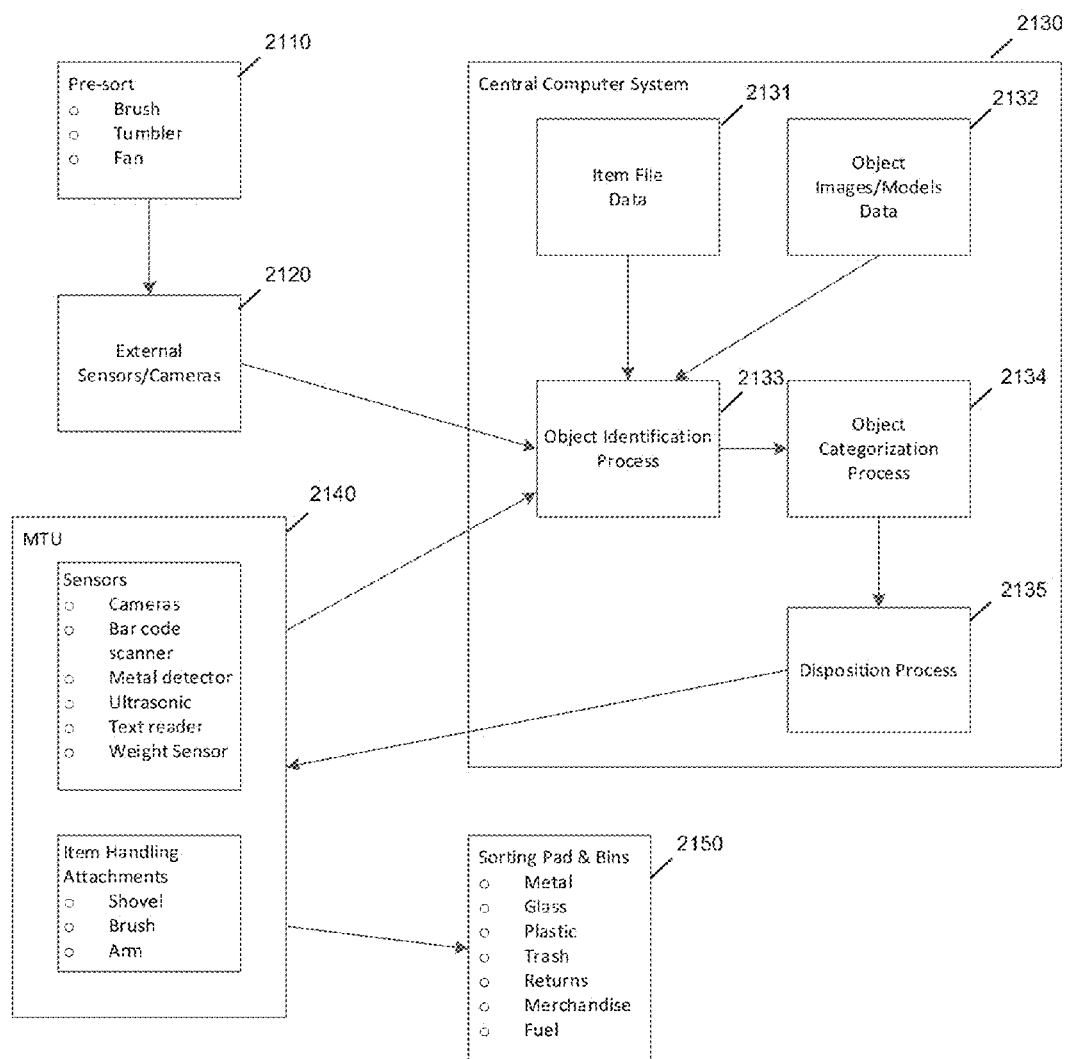 2110
Pre-sort
○ Brush
○ Tumbler
○ Fan
2120
External
Sensors/Cameras
2130
Central Computer System
2131
Item File
Data
2132
Object
Images/Models
Data
2133
Object Identification
Process
2134
Object
Categorization
Process
2135
Disposition Process
2140
MTU
Sensors
○ Cameras
○ Bar code
scanner
○ Metal detector
○ Ultrasonic
○ Text reader
○ Weight Sensor
Item Handling
Attachments
○ Shovel
○ Brush
○ Arm
2150
Sorting Pad & Bins
○ Metal
○ Glass
○ Plastic
○ Trash
○ Returns
○ Merchandise
○ Fuel